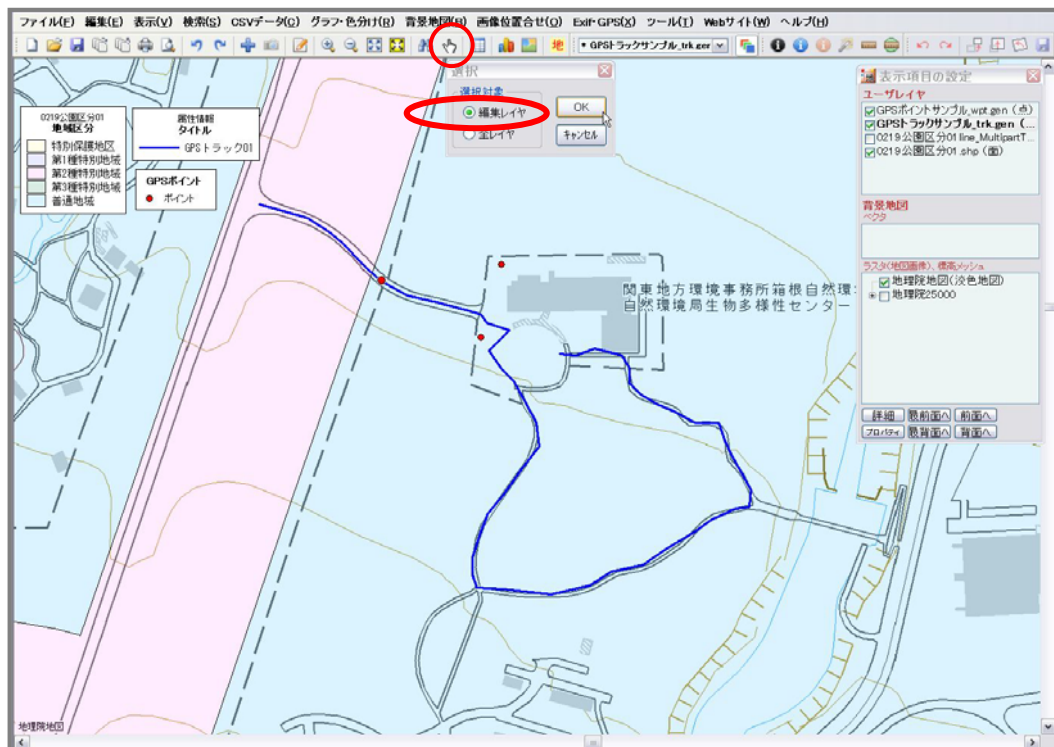 ファイル(F) 編集(E) 表示(V) 検索(S) CSVデータ(C) グラフ・色分け(R) 背景地図(B) 画像位置合せ(O) Exif・GPS(X) ツール(T) Webサイト(W) ヘルプ(H)
地 * GPSトラックサンプル_trk.gen
選択
選択対象
編集レイヤ
全レイヤ
OK
キャンセル
0219公園区分01
地域区分
特別保護地区
第1種特別地域
第2種特別地域
第3種特別地域
普通地域
属性情報
タイトル
GPSトラック01
GPSポイント
ポイント
関東地方環境事務所箱根自然環
自然環境局生物多様性センター
表示項目の設定
ユーザレイヤ
GPSポイントサンプル_wpt.gen (点)
GPSトラックサンプル_trk.gen (...
0219公園区分01line_MultipartT...
0219公園区分01.shp (面)
背景地図
ベクタ
ラスタ(地図画像)、標高メッシュ
地理院地図(淡色地図)
地理院25000
詳細 最前面へ 前面へ
プロパティ 最背面へ 背面へ
地理院地図